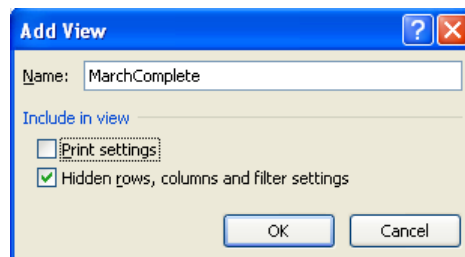 Add View
Name: MarchComplete
Include in view
Print settings
Hidden rows, columns and filter settings
OK Cancel